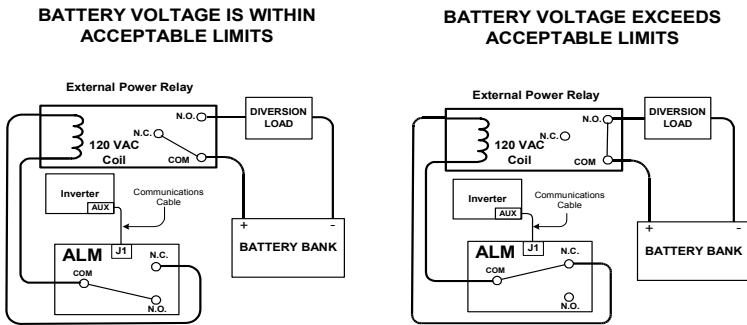 BATTERY VOLTAGE IS WITHIN
ACCEPTABLE LIMITS
External Power Relay
N.O.
N.C.
120 VAC
Coil
COM
DIVERSION
LOAD
Inverter
AUX
Communications
Cable
+ -
BATTERY BANK
ALM
J1
N.C.
COM
N.O.
BATTERY VOLTAGE EXCEEDS
ACCEPTABLE LIMITS
External Power Relay
N.O.
N.C.
120 VAC
Coil
COM
DIVERSION
LOAD
Inverter
AUX
Communications
Cable
+ -
BATTERY BANK
ALM
J1
N.C.
COM
N.O.